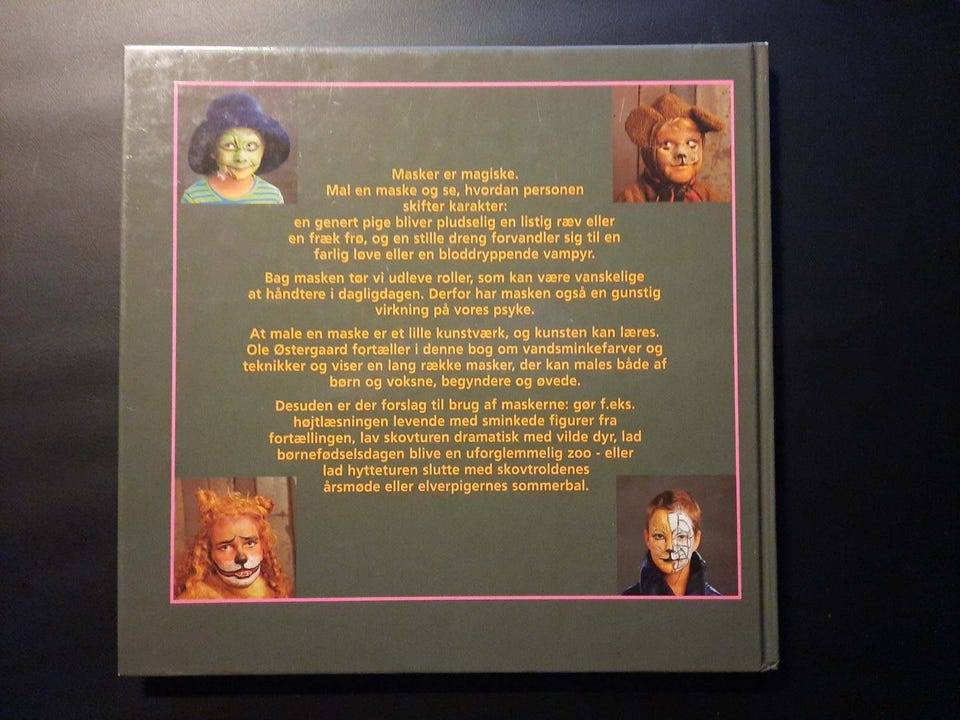 Masker er magiske.
Mal en maske og se, hvordan personen
skifter karakter:
en genert pige bliver pludselig en listig ræv eller
en fræk frø, og en stille dreng forvandler sig til en
farlig løve eller en bloddryppende vampyr.
Bag masken tør vi udleve roller, som kan være vanskelige
at håndtere i dagligdagen. Derfor har masken også en gunstig
virkning på vores psyke.
At male en maske er et lille kunstværk, og kunsten kan læres.
Ole Østergaard fortæller i denne bog om vandsminkefarver og
teknikker og viser en lang række masker, der kan males både af
børn og voksne, begyndere og øvede.
Desuden er der forslag til brug af maskerne: gør f.eks.
højtlæsningen levende med sminkede figurer fra
fortællingen, lav skovturen dramatisk med vilde dyr, lad
børnefødselsdagen blive en uforglemmelig zoo - eller
lad hytteturen slutte med skovtroldenes
årsmøde eller elverpigernes sommerbal.